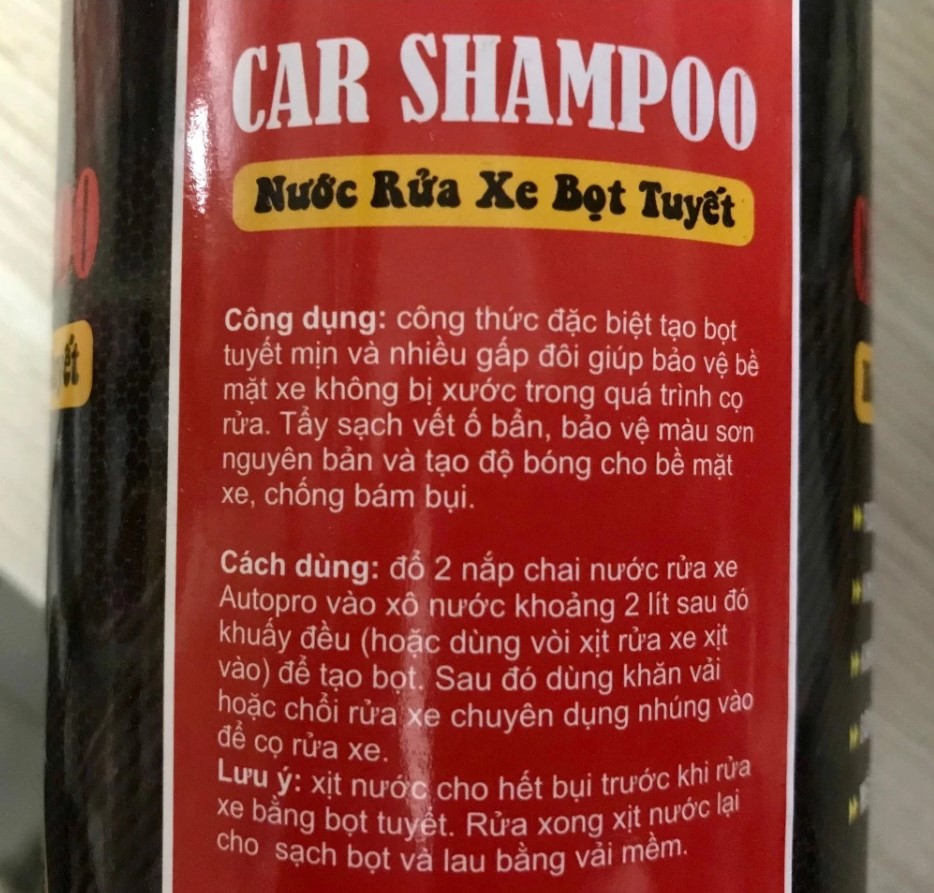 CAR SHAMPOO
Nước Rửa Xe Bọt Tuyết
Công dụng: công thức đặc biệt tạo bọt
tuyết mịn và nhiều gấp đôi giúp bảo vệ bề
mặt xe không bị xước trong quá trình cọ
rửa. Tẩy sạch vết ố bẩn, bảo vệ màu sơn
nguyên bản và tạo độ bóng cho bề mặt
xe, chống bám bụi.
Cách dùng: đổ 2 nắp chai nước rửa xe
Autopro vào xô nước khoảng 2 lít sau đó
khuấy đều (hoặc dùng vòi xịt rửa xe xịt
vào) để tạo bọt. Sau đó dùng khăn vải
hoặc chổi rửa xe chuyên dụng nhúng vào
để cọ rửa xe.
Lưu ý: xịt nước cho hết bụi trước khi rửa
xe bằng bọt tuyết. Rửa xong xịt nước lại
cho sạch bọt và lau bằng vải mềm.